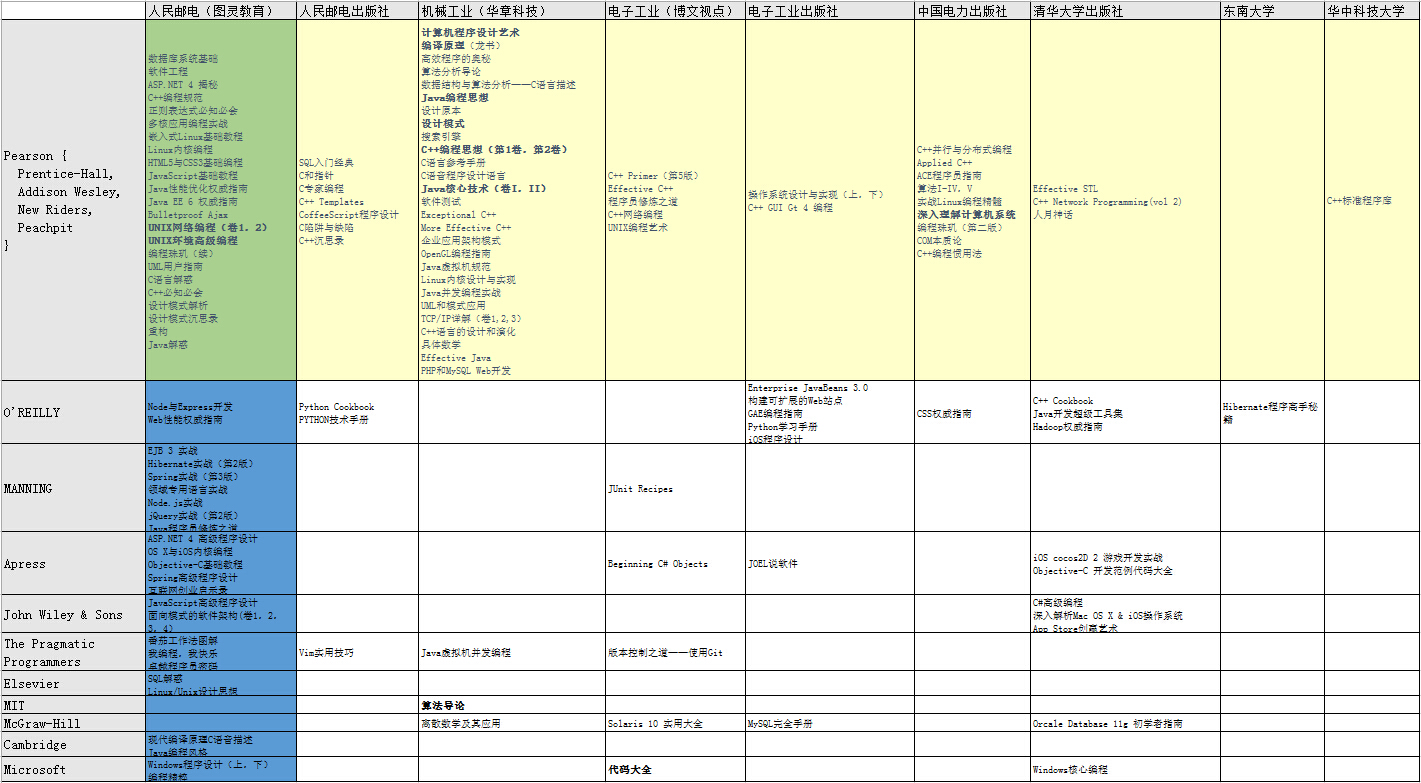 人民邮电（图灵教育）
人民邮电出版社
机械工业（华章科技）
电子工业（博文视点）
电子工业出版社
中国电力出版社
清华大学出版社
东南大学
华中科技大学
Pearson {
Prentice-Hall,
Addison Wesley,
New Riders,
Peachpit
}
数据库系统基础
软件工程
ASP.NET 4 揭秘
C++编程规范
正则表达式必知必会
多核应用编程实战
嵌入式Linux基础教程
Linux内核编程
HTML5与CSS3基础编程
JavaScript基础教程
Java性能优化权威指南
Java EE 6 权威指南
Bulletproof Ajax
UNIX网络编程（卷1，2）
UNIX环境高级编程
编程珠玑（续）
UML用户指南
C语言解惑
C++必知必会
设计模式解析
设计模式沉思录
重构
Java解惑
SQL入门经典
C和指针
C专家编程
C++ Templates
CoffeeScript程序设计
C陷阱与缺陷
C++沉思录
计算机程序设计艺术
编译原理（龙书）
高效程序的奥秘
算法分析导论
数据结构与算法分析——C语言描述
Java编程思想
设计原本
设计模式
搜索引擎
C++编程思想（第1卷，第2卷）
C语言参考手册
C语音程序设计语言
Java核心技术（卷I，II）
软件测试
Exceptional C++
More Effective C++
企业应用架构模式
OpenGL编程指南
Java虚拟机规范
Linux内核设计与实现
Java并发编程实战
UML和模式应用
TCP/IP详解（卷1,2,3）
C++语言的设计和演化
具体数学
Effective Java
PHP和MySQL Web开发
C++ Primer（第5版）
Effective C++
程序员修炼之道
C++网络编程
UNIX编程艺术
操作系统设计与实现（上，下）
C++ GUI Gt 4 编程
C++并行与分布式编程
Applied C++
ACE程序员指南
算法I-IV，V
实战Linux编程精髓
深入理解计算机系统
编程珠玑（第二版）
COM本质论
C++编程惯用法
Effective STL
C++ Network Programming(vol 2)
人月神话
C++标准程序库
O'REILLY
Node与Express开发
Web性能权威指南
Python Cookbook
PYTHON技术手册
Enterprise JavaBeans 3.0
构建可扩展的Web站点
GAE编程指南
Python学习手册
iOS程序设计
CSS权威指南
C++ Cookbook
Java开发超级工具集
Hadoop权威指南
Hibernate程序高手秘
籍
MANNING
EJB 3 实战
Hibernate实战（第2版）
Spring实战（第3版）
领域专用语言实战
Node.js实战
jQuery实战（第2版）
Java程序员修炼之道
JUnit Recipes
Apress
ASP.NET 4 高级程序设计
OS X与iOS内核编程
Objective-C基础教程
Spring高级程序设计
互联网创业启示录
Beginning C# Objects
JOEL说软件
iOS cocos2D 2 游戏开发实战
Objective-C 开发范例代码大全
John Wiley & Sons
JavaScript高级程序设计
面向模式的软件架构(卷1，2，
3，4)
C#高级编程
深入解析Mac OS X & iOS操作系统
App Store创富艺术
The Pragmatic
Programmers
番茄工作法图解
我编程，我快乐
卓越程序员密码
Vim实用技巧
Java虚拟机并发编程
版本控制之道——使用Git
Elsevier
SQL解惑
Linux/Unix设计思想
MIT
算法导论
McGraw-Hill
离散数学及其应用
Solaris 10 实用大全
MySQL完全手册
Orcale Database 11g 初学者指南
Cambridge
现代编译原理C语音描述
Java编程风格
Microsoft
Windows程序设计（上，下）
编程精粹
代码大全
Windows核心编程